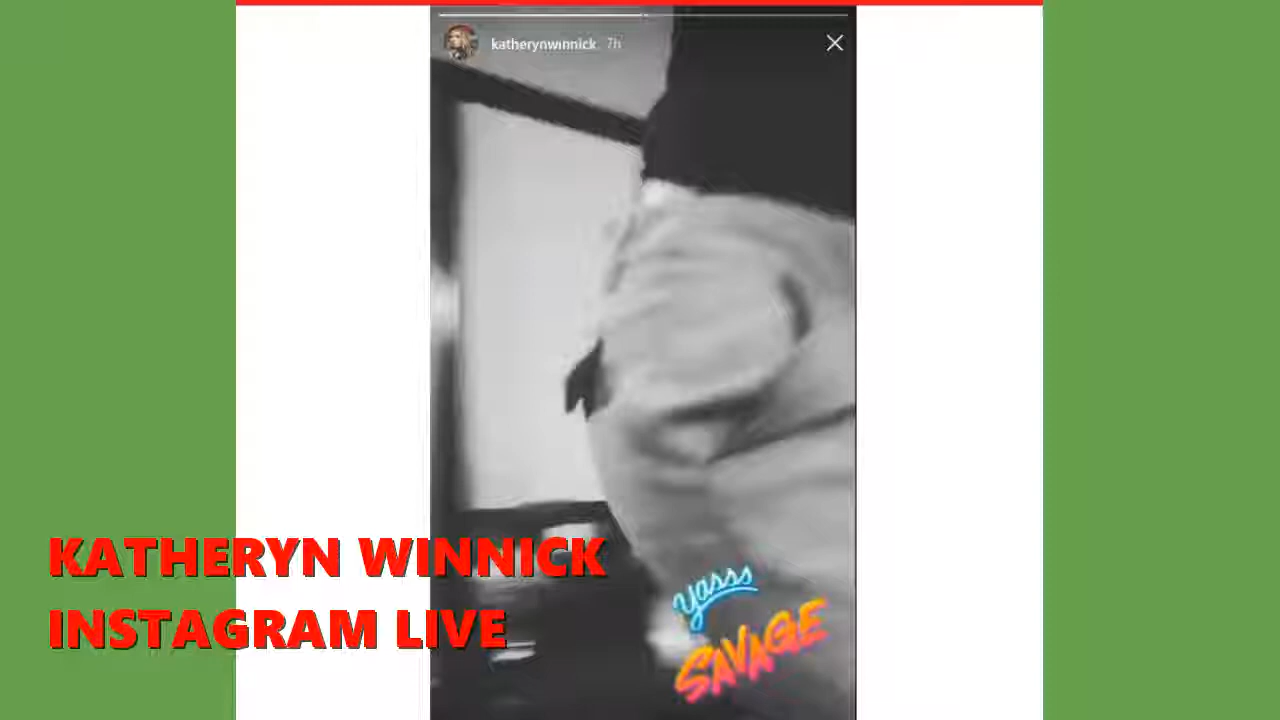 katherynwinnick 7h
yasss
SAVAGE
KATHERYN WINNICK
INSTAGRAM LIVE